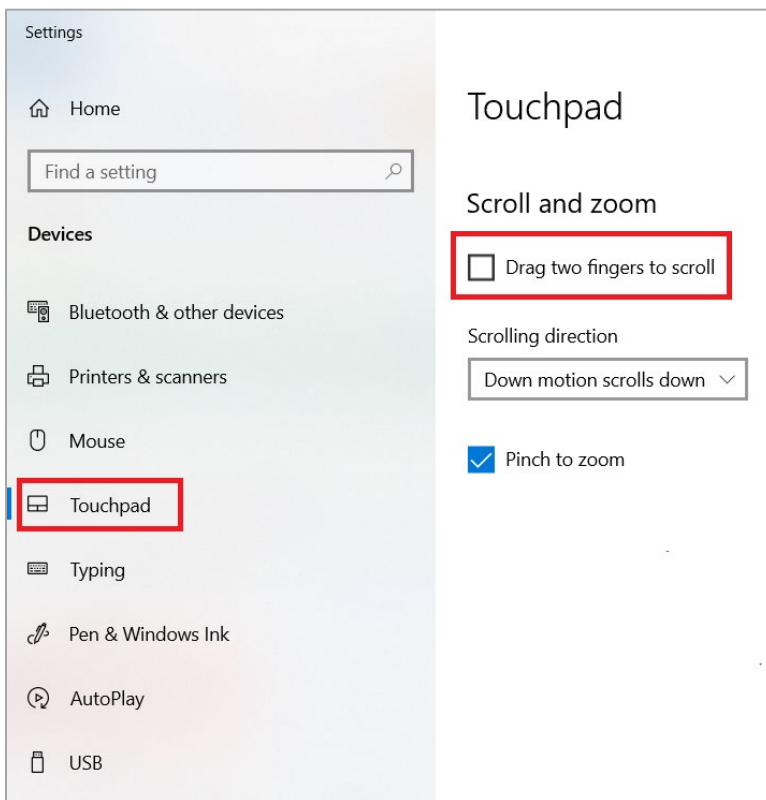 Settings
Home
Find a setting
Devices
Bluetooth & other devices
Printers & scanners
Mouse
Touchpad
Typing
Pen & Windows Ink
AutoPlay
USB
Touchpad
Scroll and zoom
Drag two fingers to scroll
Scrolling direction
Down motion scrolls down
Pinch to zoom